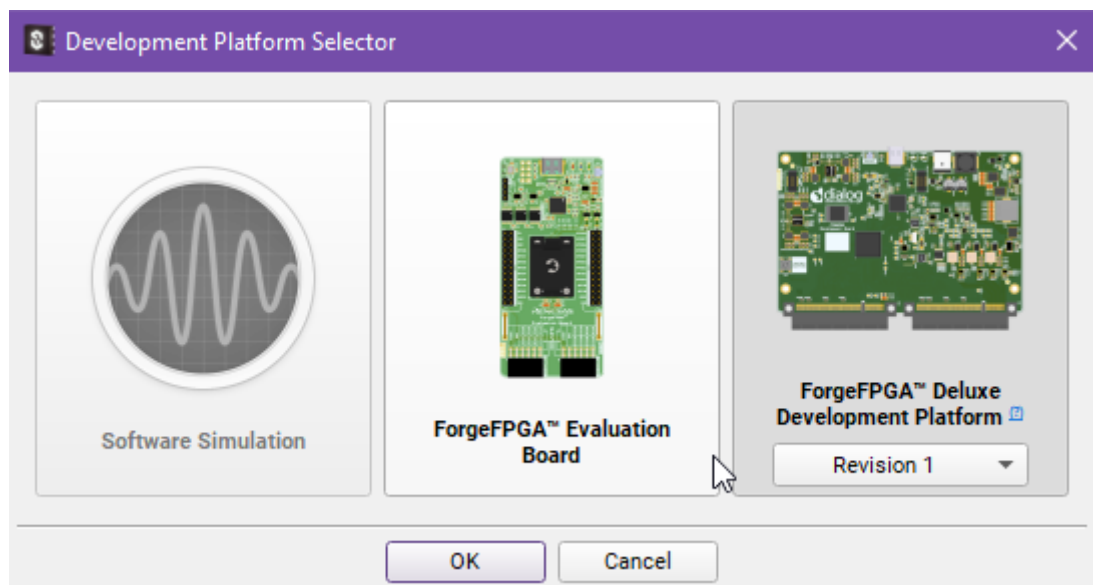 Development Platform Selector
Software Simulation
ForgeFPGA™ Evaluation
Board
dialog
ForgeFPGA™ Deluxe
Development Platform
Revision 1
OK
Cancel